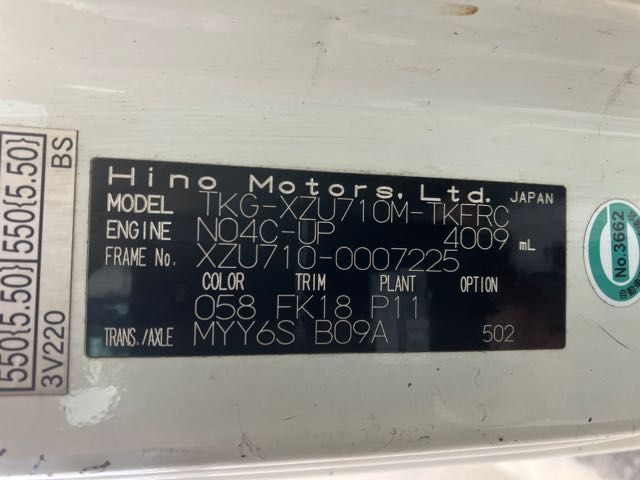 Hino Motors, Ltd. JAPAN
MODEL TKG-XZU710M-TKFRC
ENGINE N04C-UP 4009 mL
FRAME No. XZU710-0007225
COLOR TRIM PLANT OPTION
058 FK18 P11
TRANS./AXLE MYY6S B09A 502
550{5.50} 550{5.50}
3V220 BS
No.3662